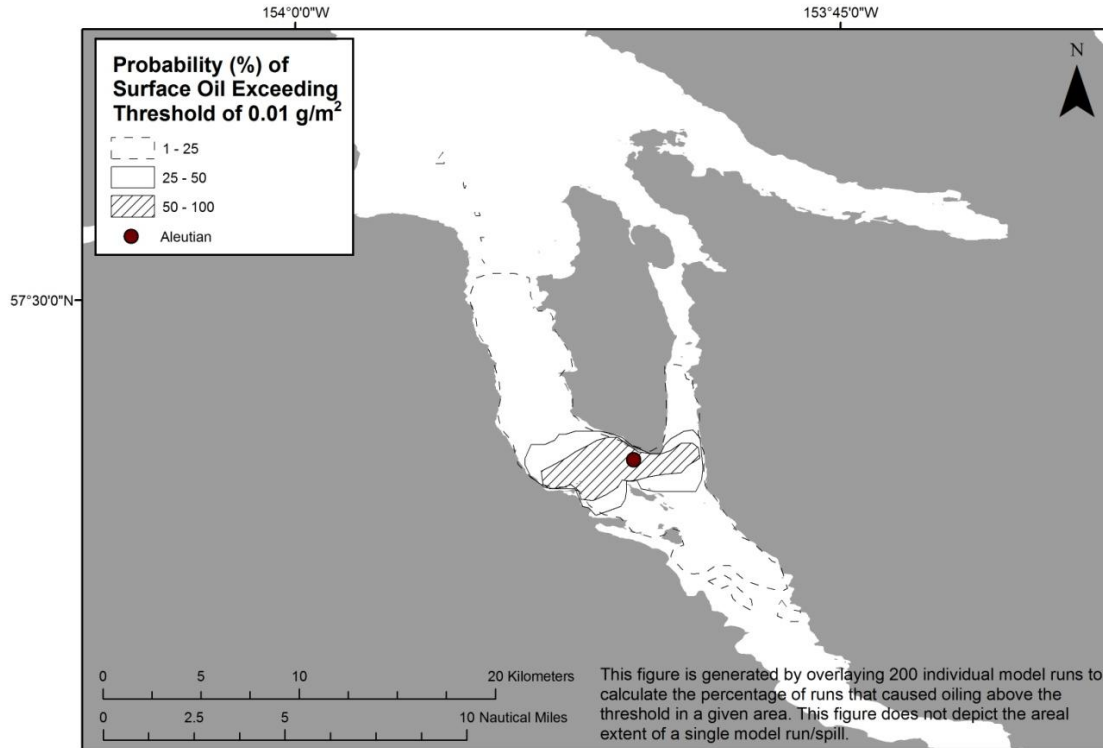 154°0'0"W
153°45'0"W
Probability (%) of
Surface Oil Exceeding
Threshold of 0.01 g/m²
1 - 25
25 - 50
50 - 100
Aleutian
N
57°30'0"N
0 5 10 20 Kilometers
0 2.5 5 10 Nautical Miles
This figure is generated by overlaying 200 individual model runs to
calculate the percentage of runs that caused oiling above the
threshold in a given area. This figure does not depict the areal
extent of a single model run/spill.